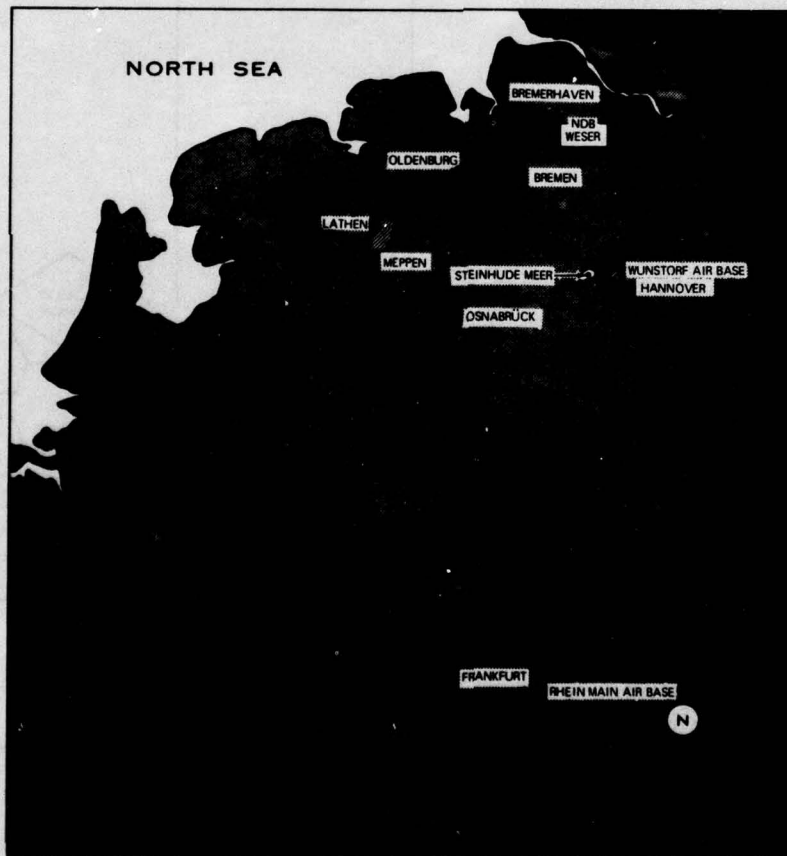 NORTH SEA
BREMERHAVEN
NDB
WESER
OLDENBURG
BREMEN
LATHEN
MEPPEN
STEINHUDE MEER
WUNSTORF AIR BASE
HANNOVER
OSNABRÜCK
FRANKFURT
RHEIN MAIN AIR BASE
N